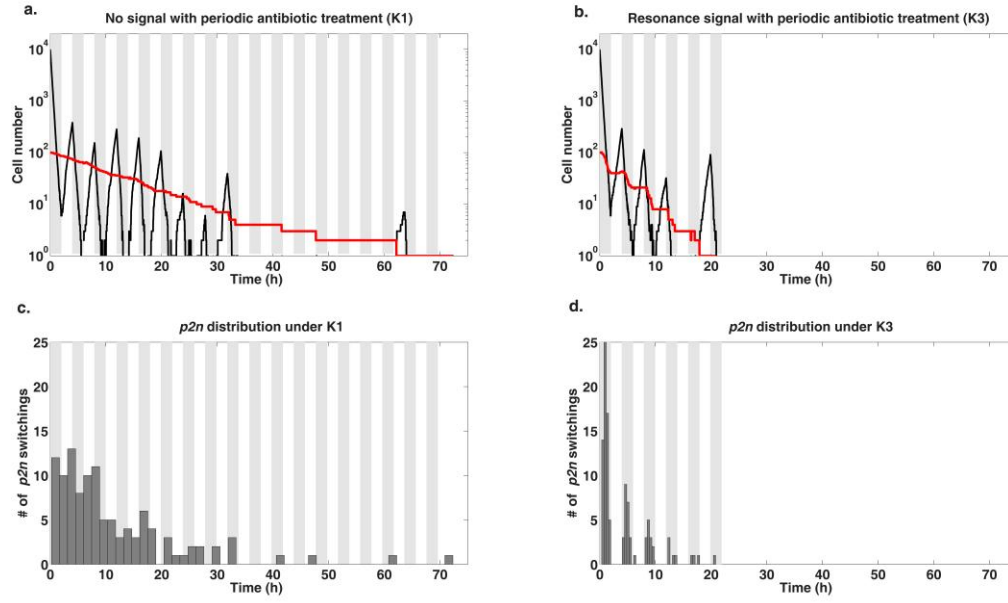 a.
No signal with periodic antibiotic treatment (K1)
10^4
10^3
10^2
10^1
10^0
Cell number
0 10 20 30 40 50 60 70
Time (h)
b.
Resonance signal with periodic antibiotic treatment (K3)
10^4
10^3
10^2
10^1
10^0
Cell number
0 10 20 30 40 50 60 70
Time (h)
c.
p2n distribution under K1
25
20
15
10
5
0
# of p2n switchings
0 10 20 30 40 50 60 70
Time (h)
d.
p2n distribution under K3
25
20
15
10
5
0
# of p2n switchings
0 10 20 30 40 50 60 70
Time (h)